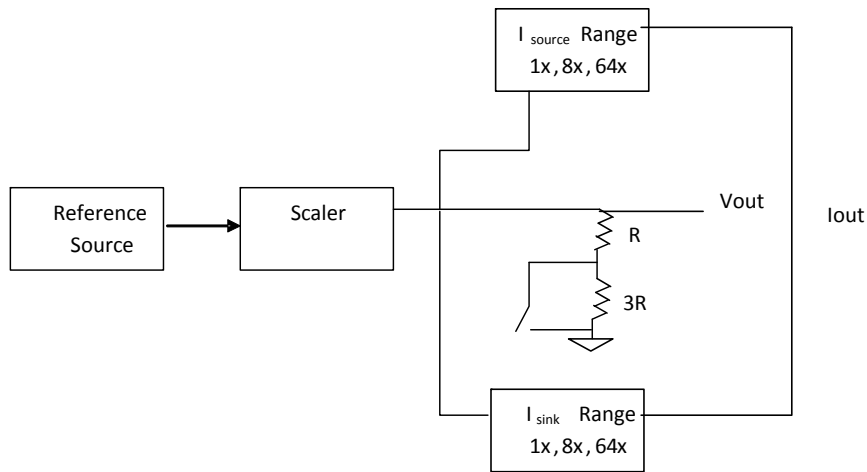 I source Range
1x, 8x, 64x
Reference
Source
Scaler
Vout
Iout
R
3R
I sink Range
1x, 8x, 64x